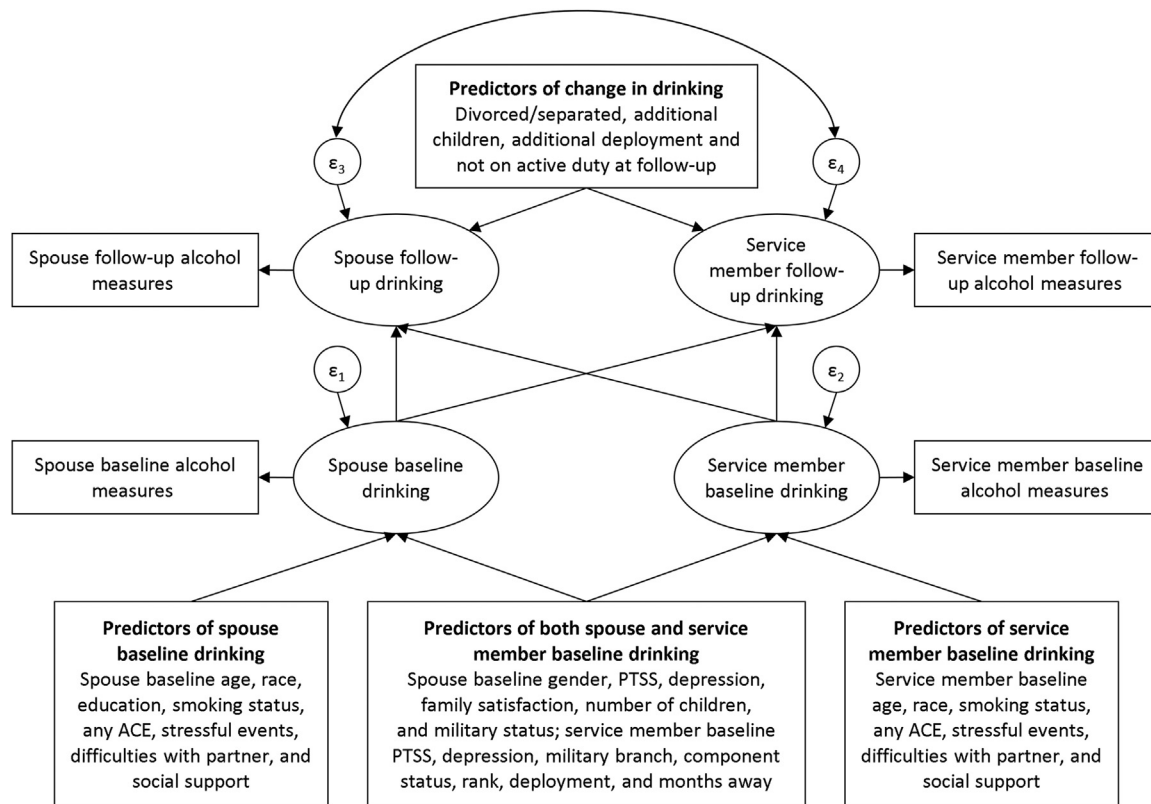 Predictors of change in drinking
Divorced/separated, additional
children, additional deployment and
not on active duty at follow-up
ε3
ε4
Spouse follow-up alcohol
measures
Spouse follow-
up drinking
Service
member follow-
up drinking
Service member follow-
up alcohol measures
ε1
ε2
Spouse baseline alcohol
measures
Spouse baseline
drinking
Service member
baseline drinking
Service member baseline
alcohol measures
Predictors of spouse
baseline drinking
Spouse baseline age, race,
education, smoking status,
any ACE, stressful events,
difficulties with partner, and
social support
Predictors of both spouse and service
member baseline drinking
Spouse baseline gender, PTSS, depression,
family satisfaction, number of children,
and military status; service member baseline
PTSS, depression, military branch, component
status, rank, deployment, and months away
Predictors of service
member baseline drinking
Service member baseline
age, race, smoking status,
any ACE, stressful events,
difficulties with partner, and
social support